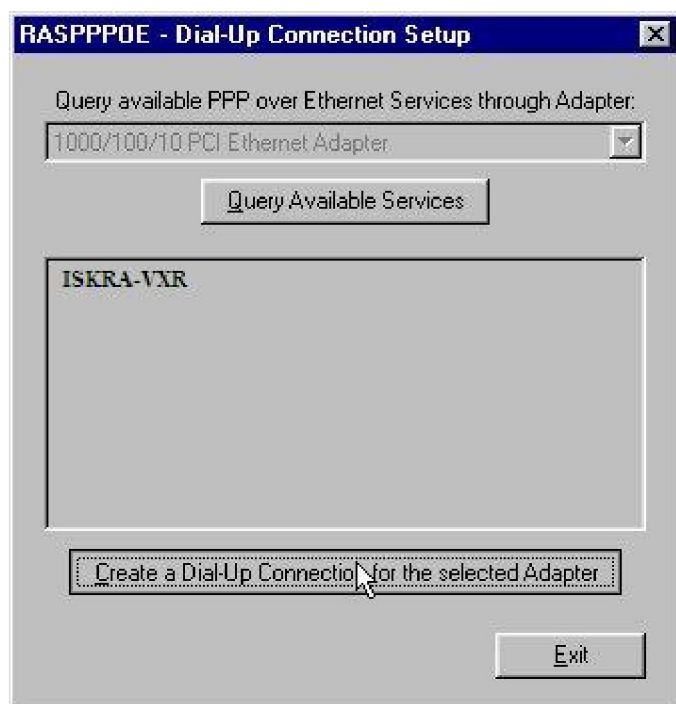 RASPPPOE - Dial-Up Connection Setup
Query available PPP over Ethernet Services through Adapter:
1000/100/10 PCI Ethernet Adapter
Query Available Services
ISKRA-VXR
Create a Dial-Up Connection for the selected Adapter
Exit